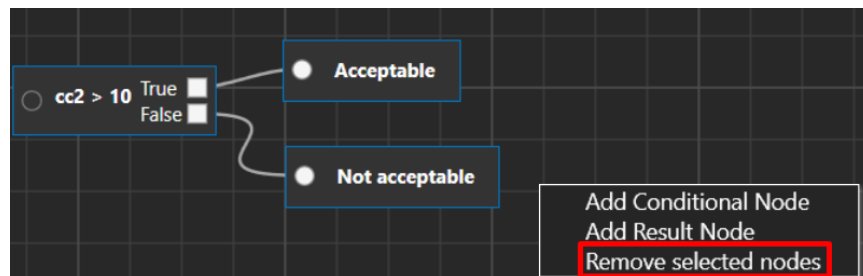 cc2 > 10
True
False
Acceptable
Not acceptable
Add Conditional Node
Add Result Node
Remove selected nodes